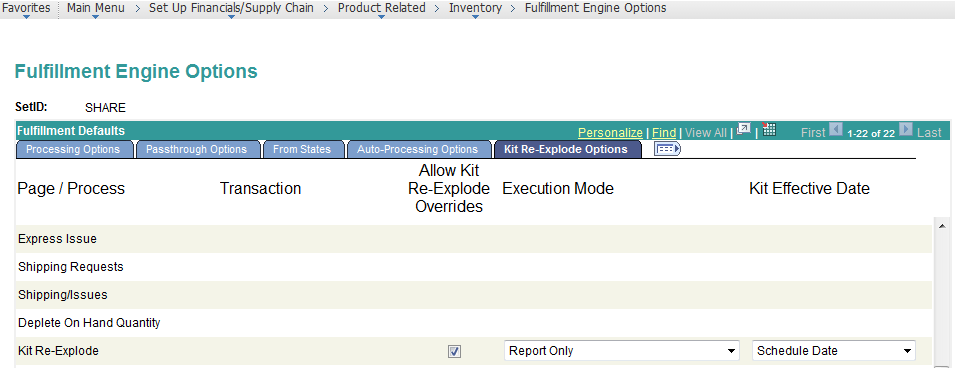 Favorites Main Menu > Set Up Financials/Supply Chain > Product Related > Inventory > Fulfillment Engine Options
Fulfillment Engine Options
SetID: SHARE
Fulfillment Defaults Personalize | Find | View All | | First 1-22 of 22 Last
Processing Options Passthrough Options From States Auto-Processing Options Kit Re-Explode Options
Page / Process Transaction Allow Kit Re-Explode Overrides Execution Mode Kit Effective Date
Express Issue
Shipping Requests
Shipping/Issues
Deplete On Hand Quantity
Kit Re-Explode Report Only Schedule Date